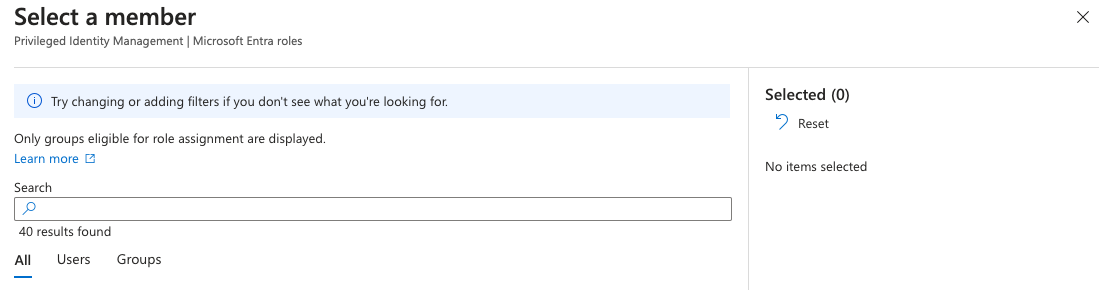 Select a member
Privileged Identity Management | Microsoft Entra roles
Try changing or adding filters if you don't see what you're looking for.
Only groups eligible for role assignment are displayed.
Learn more
Search
40 results found
All Users Groups
Selected (0)
Reset
No items selected